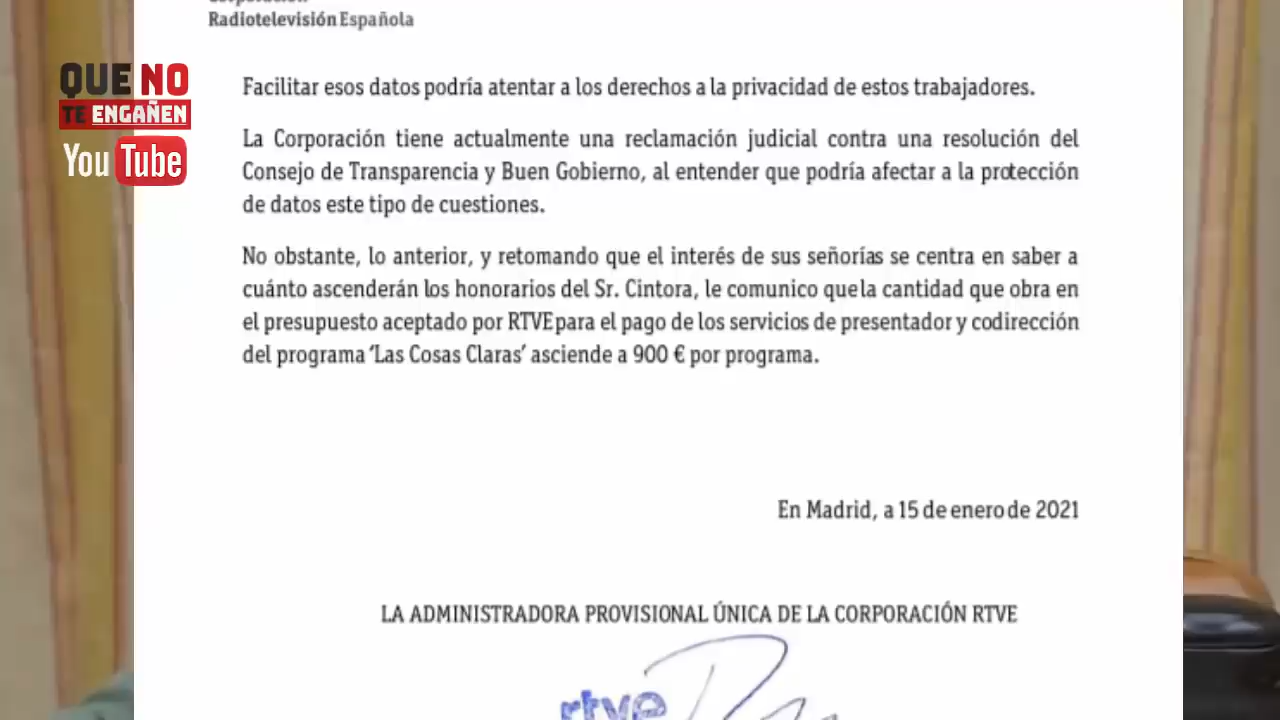 Corporación
Radiotelevisión Española
QUE NO
TE ENGAÑEN
YouTube
Facilitar esos datos podría atentar a los derechos a la privacidad de estos trabajadores.
La Corporación tiene actualmente una reclamación judicial contra una resolución del
Consejo de Transparencia y Buen Gobierno, al entender que podría afectar a la protección
de datos este tipo de cuestiones.
No obstante, lo anterior, y retomando que el interés de sus señorías se centra en saber a
cuánto ascenderán los honorarios del Sr. Cintora, le comunico que la cantidad que obra en
el presupuesto aceptado por RTVE para el pago de los servicios de presentador y codirección
del programa ‘Las Cosas Claras’ asciende a 900 € por programa.
En Madrid, a 15 de enero de 2021
LA ADMINISTRADORA PROVISIONAL ÚNICA DE LA CORPORACIÓN RTVE
rtve